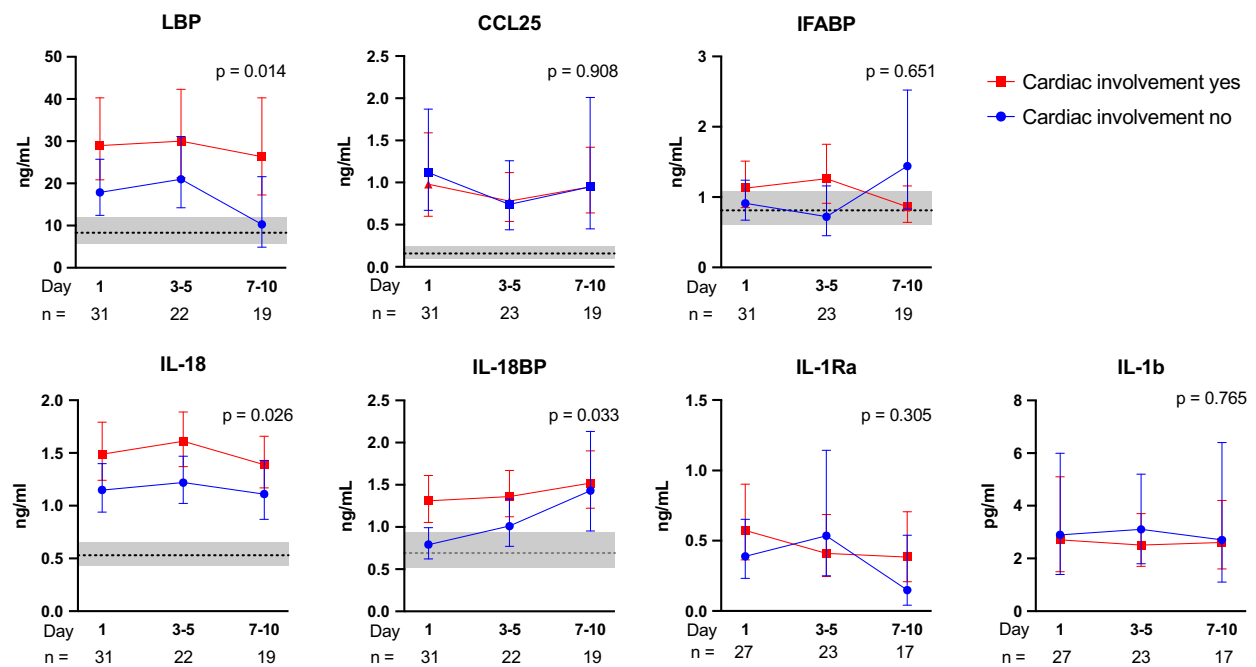 LBP
50
40
30
20
10
0
ng/mL
p = 0.014
Day 1 3-5 7-10
n = 31 22 19
CCL25
2.5
2.0
1.5
1.0
0.5
0.0
ng/mL
p = 0.908
Day 1 3-5 7-10
n = 31 23 19
IFABP
3
2
1
0
ng/mL
p = 0.651
Day 1 3-5 7-10
n = 31 23 19
Cardiac involvement yes
Cardiac involvement no
IL-18
2.0
1.5
1.0
0.5
0.0
ng/ml
p = 0.026
Day 1 3-5 7-10
n = 31 22 19
IL-18BP
2.5
2.0
1.5
1.0
0.5
0.0
ng/mL
p = 0.033
Day 1 3-5 7-10
n = 31 22 19
IL-1Ra
1.5
1.0
0.5
0.0
ng/mL
p = 0.305
Day 1 3-5 7-10
n = 27 23 17
IL-1b
8
6
4
2
0
pg/ml
p = 0.765
Day 1 3-5 7-10
n = 27 23 17